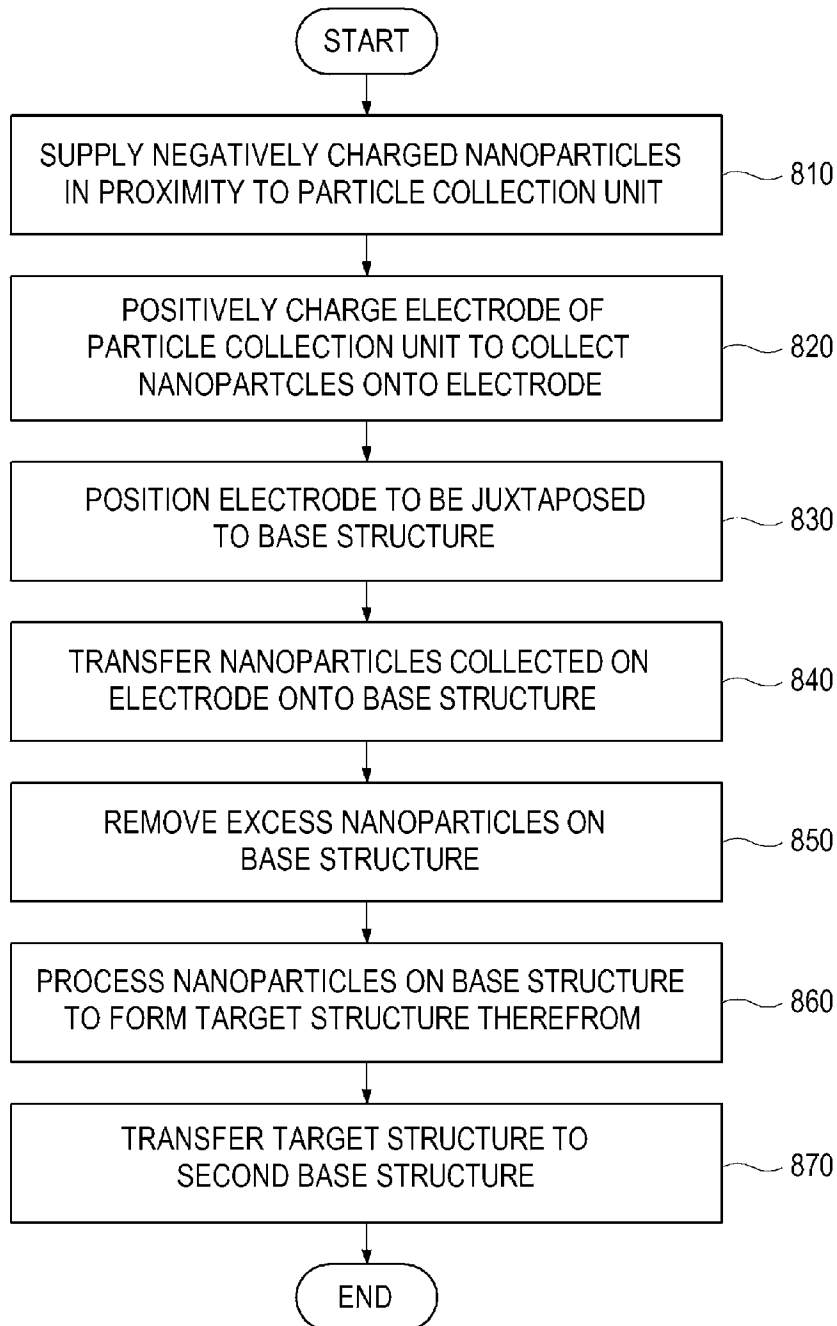 START
SUPPLY NEGATIVELY CHARGED NANOPARTICLES
IN PROXIMITY TO PARTICLE COLLECTION UNIT
810
POSITIVELY CHARGE ELECTRODE OF
PARTICLE COLLECTION UNIT TO COLLECT
NANOPARTCLES ONTO ELECTRODE
820
POSITION ELECTRODE TO BE JUXTAPOSED
TO BASE STRUCTURE
830
TRANSFER NANOPARTICLES COLLECTED ON
ELECTRODE ONTO BASE STRUCTURE
840
REMOVE EXCESS NANOPARTICLES ON
BASE STRUCTURE
850
PROCESS NANOPARTICLES ON BASE STRUCTURE
TO FORM TARGET STRUCTURE THEREFROM
860
TRANSFER TARGET STRUCTURE TO
SECOND BASE STRUCTURE
870
END